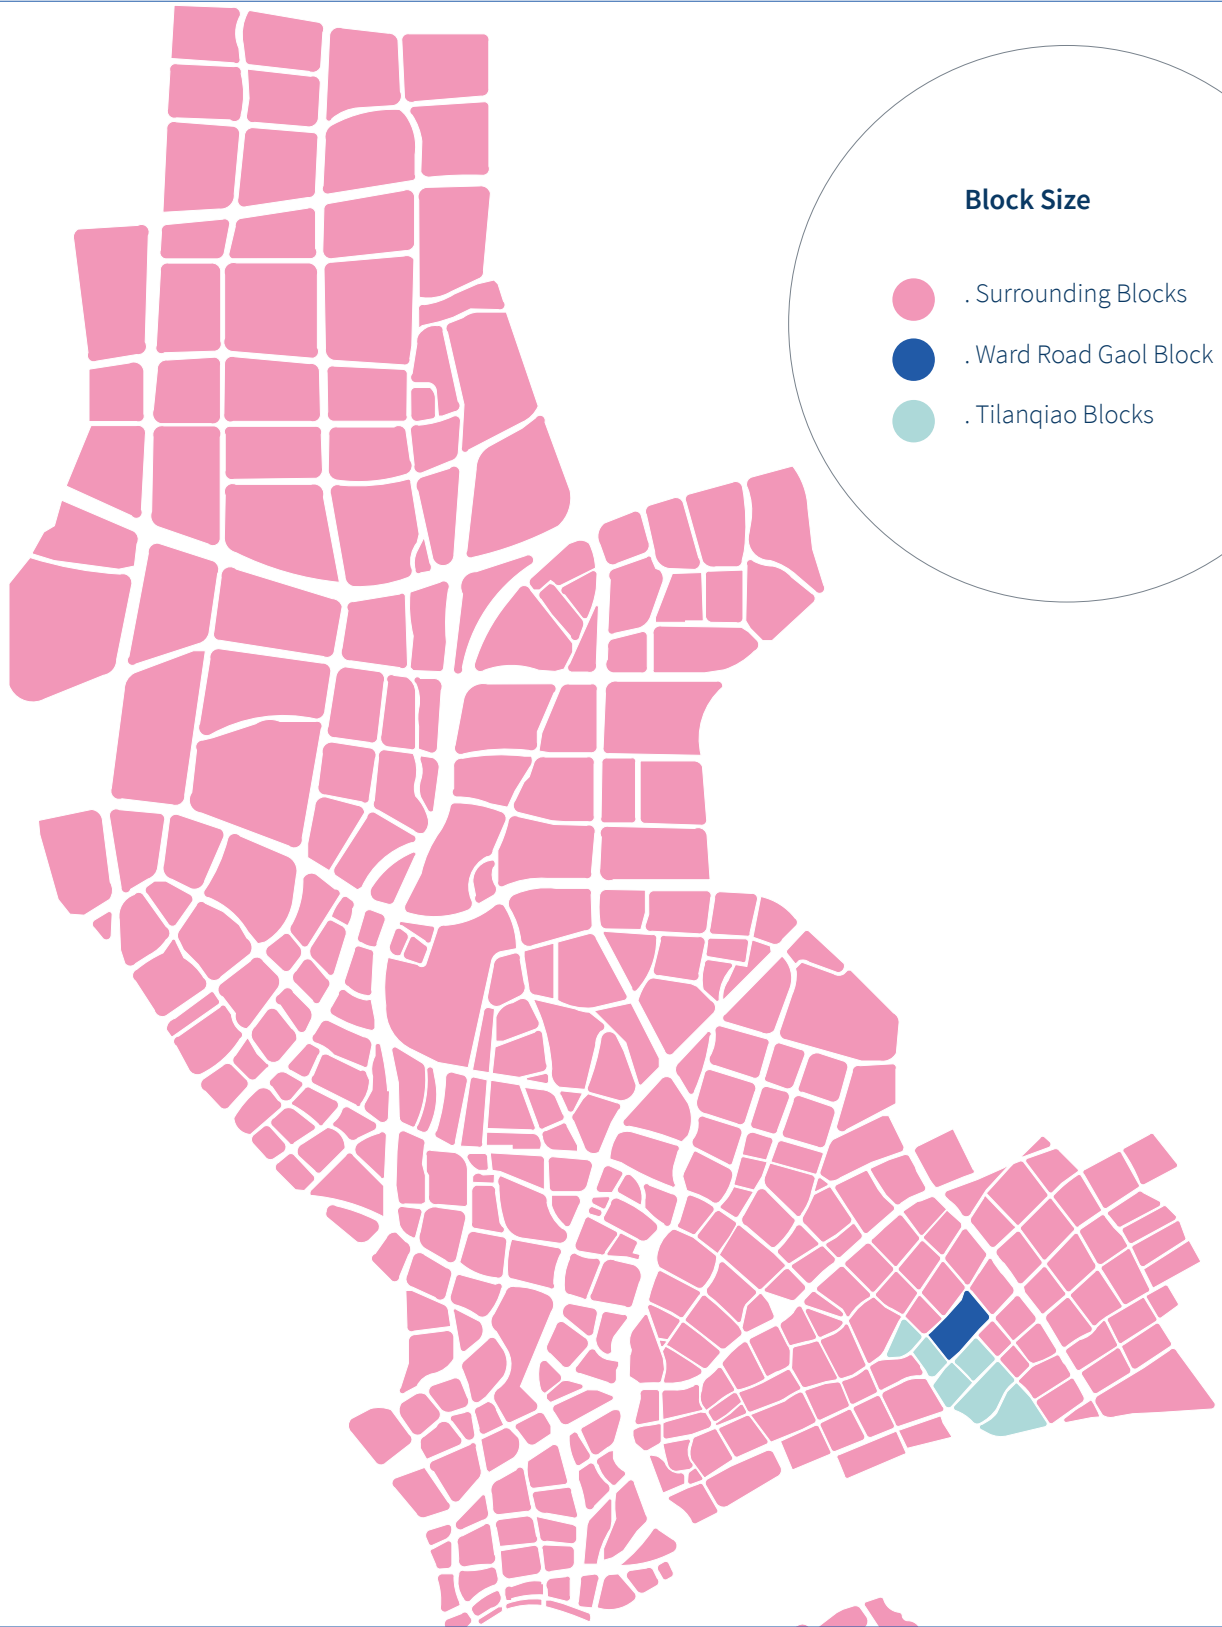 Block Size
. Surrounding Blocks
. Ward Road Gaol Block
. Tilanqiao Blocks